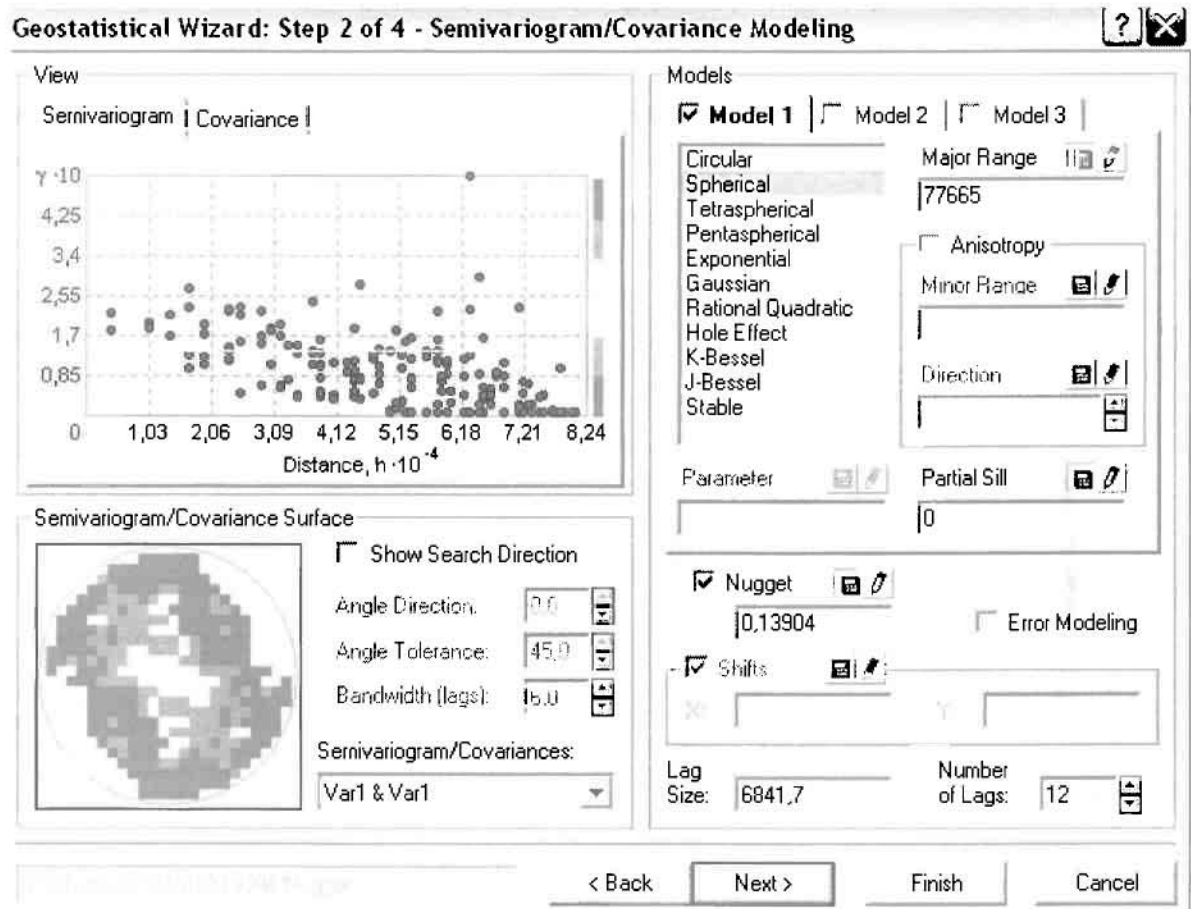 Geostatistical Wizard: Step 2 of 4 - Semivariogram/Covariance Modeling
View
Semivariogram
Covariance
γ·10
4,25
3,4
2,55
1,7
0,85
0
1,03 2,06 3,09 4,12 5,15 6,18 7,21 8,24
Distance, h·10⁻⁴
Semivariogram/Covariance Surface
Show Search Direction
Angle Direction: 0.0
Angle Tolerance: 45,0
Bandwidth (lags): 6.0
Semivariogram/Covariances:
Var1 & Var1
Models
Model 1 Model 2 Model 3
Circular
Spherical
Tetraspherical
Pentaspherical
Exponential
Gaussian
Rational Quadratic
Hole Effect
K-Bessel
J-Bessel
Stable
Major Range
77665
Anisotropy
Minor Range
Direction
Parameter
Partial Sill
0
Nugget
0,13904
Error Modeling
Shifts
X:
Y:
Lag
Size: 6841,7
Number
of Lags: 12
< Back Next > Finish Cancel